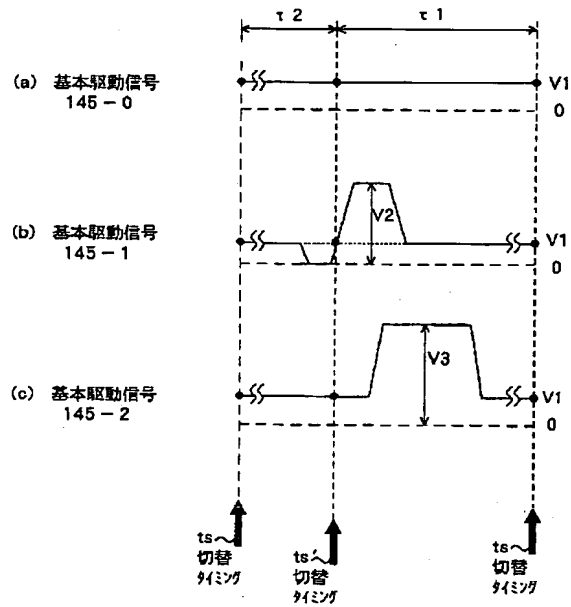 τ2 τ1
(a) 基本駆動信号
145-0
V1
0
(b) 基本駆動信号
145-1
V2
V1
0
(c) 基本駆動信号
145-2
V3
V1
0
ts
切替
タイミング
ts'
切替
タイミング
ts
切替
タイミング